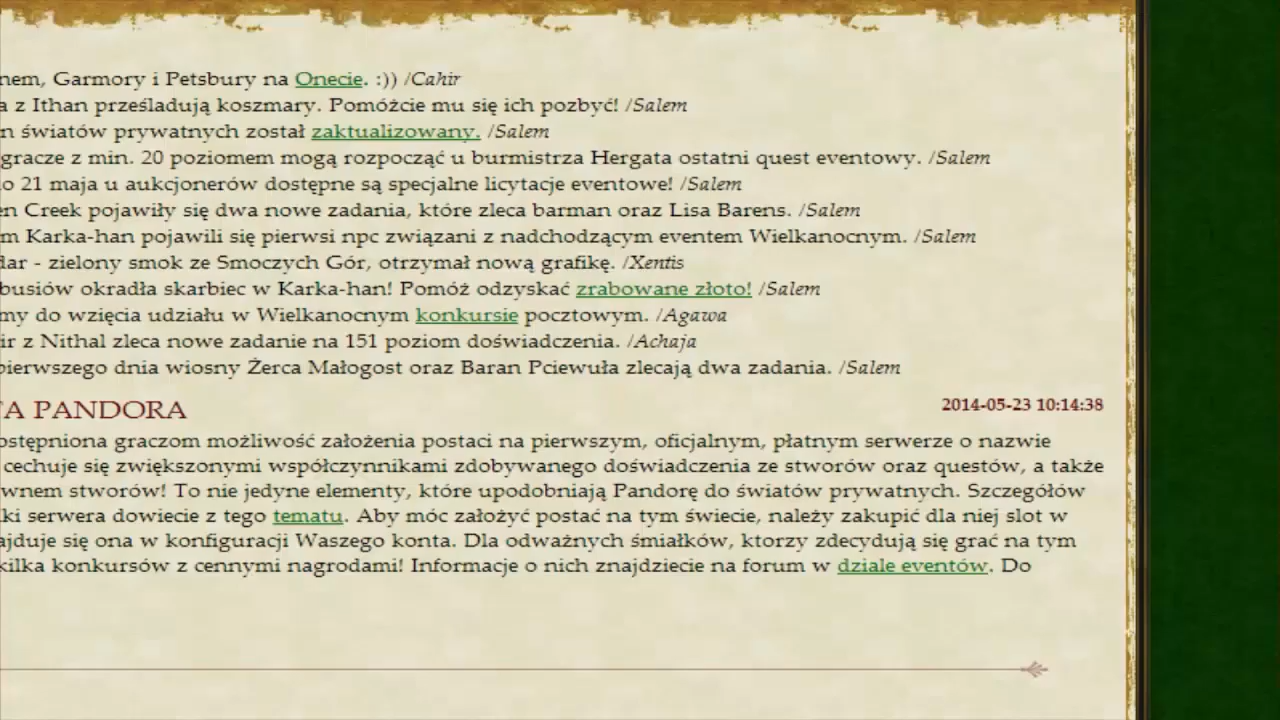 nem, Garmory i Petsbury na Onecie. :)) /Cahir
a z Ithan prześladują koszmary. Pomóżcie mu się ich pozbyć! /Salem
n światów prywatnych został zaktualizowany. /Salem
gracze z min. 20 poziomem mogą rozpocząć u burmistrza Hergata ostatni quest eventowy. /Salem
o 21 maja u aukcjonerów dostępne są specjalne licytacje eventowe! /Salem
en Creek pojawiły się dwa nowe zadania, które zleca barman oraz Lisa Barens. /Salem
m Karka-han pojawili się pierwsi npc związani z nadchodzącym eventem Wielkanocnym. /Salem
dar - zielony smok ze Smoczych Gór, otrzymał nową grafikę. /Xentis
busiów okradła skarbiec w Karka-han! Pomóż odzyskać zrabowane złoto! /Salem
my do wzięcia udziału w Wielkanocnym konkursie pocztowym. /Agawa
ir z Nithal zleca nowe zadanie na 151 poziom doświadczenia. /Achaja
pierwszego dnia wiosny Żerca Małogost oraz Baran Pciewuła zlecają dwa zadania. /Salem
TA PANDORA 2014-05-23 10:14:38
ostępniona graczom możliwość założenia postaci na pierwszym, oficjalnym, płatnym serwerze o nazwie
cechuje się zwiększonymi współczynnikami zdobywanego doświadczenia ze stworów oraz questów, a także
ewnem stworów! To nie jedyne elementy, które upodobniają Pandorę do światów prywatnych. Szczegółów
ki serwera dowiecie z tego tematu. Aby móc założyć postać na tym świecie, należy zakupić dla niej slot w
ajduje się ona w konfiguracji Waszego konta. Dla odważnych śmiałków, ktorzy zdecydują się grać na tym
kilka konkursów z cennymi nagrodami! Informacje o nich znajdziecie na forum w dziale eventów. Do